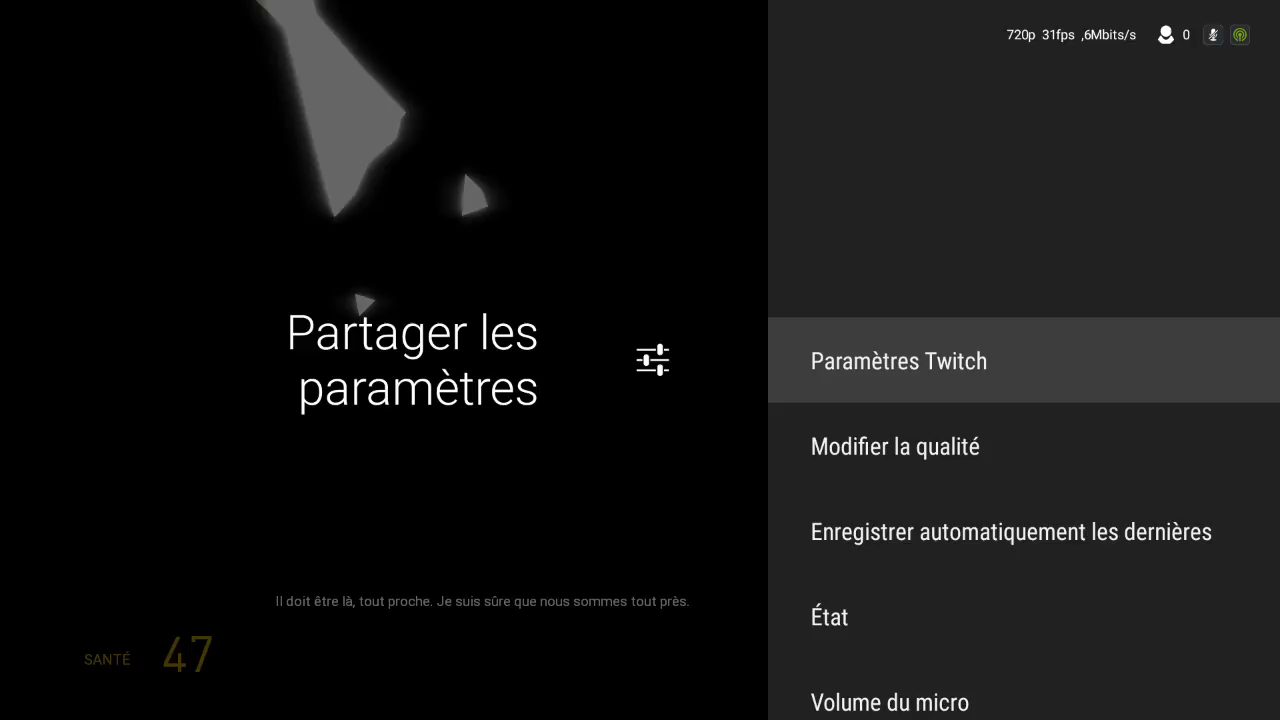 720p 31fps ,6Mbits/s 0
Partager les
paramètres
Paramètres Twitch
Modifier la qualité
Enregistrer automatiquement les dernières
État
Volume du micro
Il doit être là, tout proche. Je suis sûre que nous sommes tout près.
SANTÉ 47